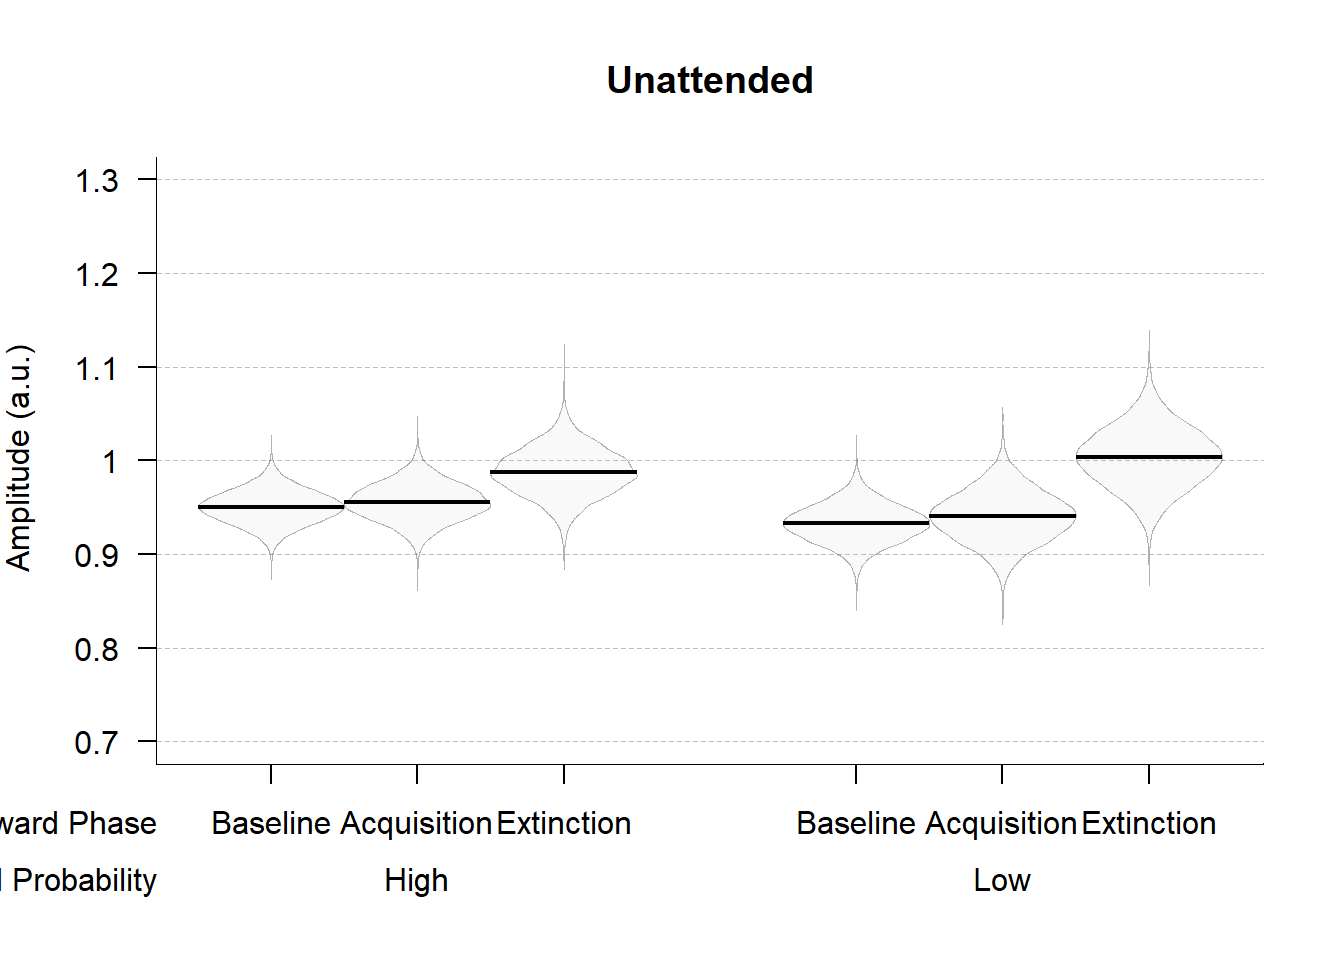 Unattended
1.3
1.2
1.1
1
0.9
0.8
0.7
Amplitude (a.u.)
Phase Baseline Acquisition Extinction Baseline Acquisition Extinction
Probability High Low